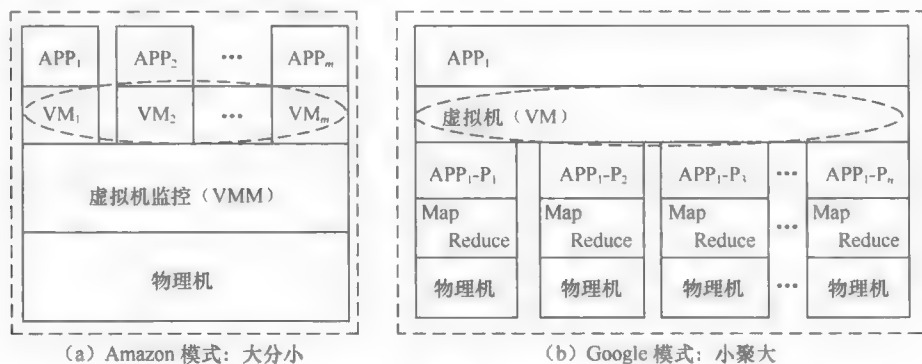 APP₁ APP₂ ··· APPₘ
VM₁ VM₂ ··· VMₘ
虚拟机监控（VMM）
物理机
（a）Amazon 模式：大分小
APP₁
虚拟机（VM）
APP₁-P₁ APP₁-P₂ APP₁-P₃ ··· APP₁-Pₙ
Map Map Map ··· Map
Reduce Reduce Reduce Reduce
物理机 物理机 物理机 ··· 物理机
（b）Google 模式：小聚大